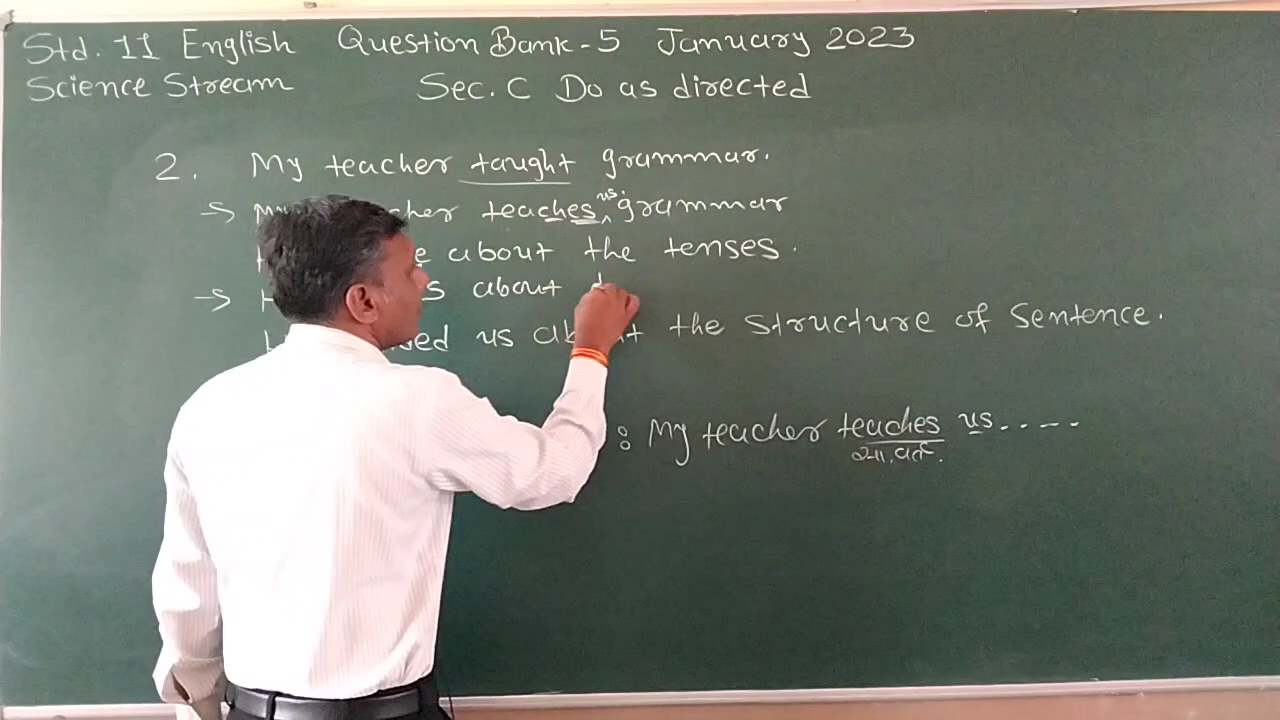 Std. 11 English Question Bank-5 January 2023
Science Stream Sec. C Do as directed
2. My teacher taught grammar.
→ teaches us grammar
about the tenses.
→ about
us the structure of sentence.
: My teacher teaches us.....
સા. વર્ત.